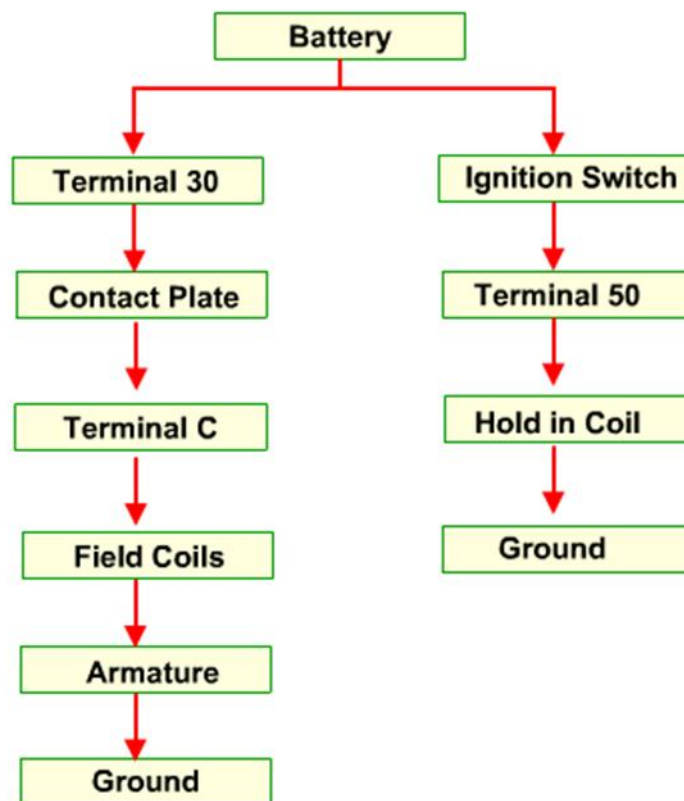 Battery
Terminal 30
Ignition Switch
Contact Plate
Terminal 50
Terminal C
Hold in Coil
Field Coils
Ground
Armature
Ground